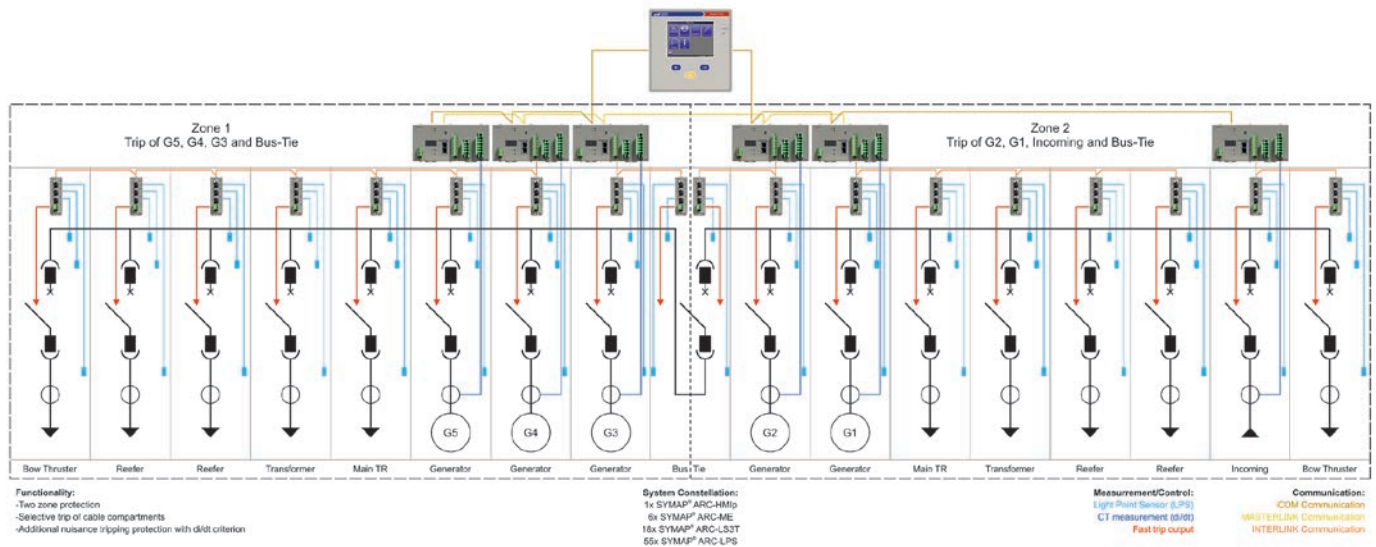 Zone 1
Trip of G5, G4, G3 and Bus-Tie
Zone 2
Trip of G2, G1, Incoming and Bus-Tie
G5
G4
G3
G2
G1
Bow Thruster
Reefer
Reefer
Transformer
Main TR
Generator
Generator
Generator
Bus-Tie
Generator
Generator
Main TR
Transformer
Reefer
Reefer
Incoming
Bow Thruster
Functionality:
-Two zone protection
-Selective trip of cable compartments
-Additional nuisance tripping protection with di/dt criterion
System Constellation:
1x SYMAP® ARC-HMIp
6x SYMAP® ARC-ME
18x SYMAP® ARC-LS3T
55x SYMAP® ARC-LPS
Measurrement/Control:
Light Point Sensor (LPS)
CT measurement (di/dt)
Fast trip output
Communication:
COM Communication
MASTERLINK Communication
INTERLINK Communication